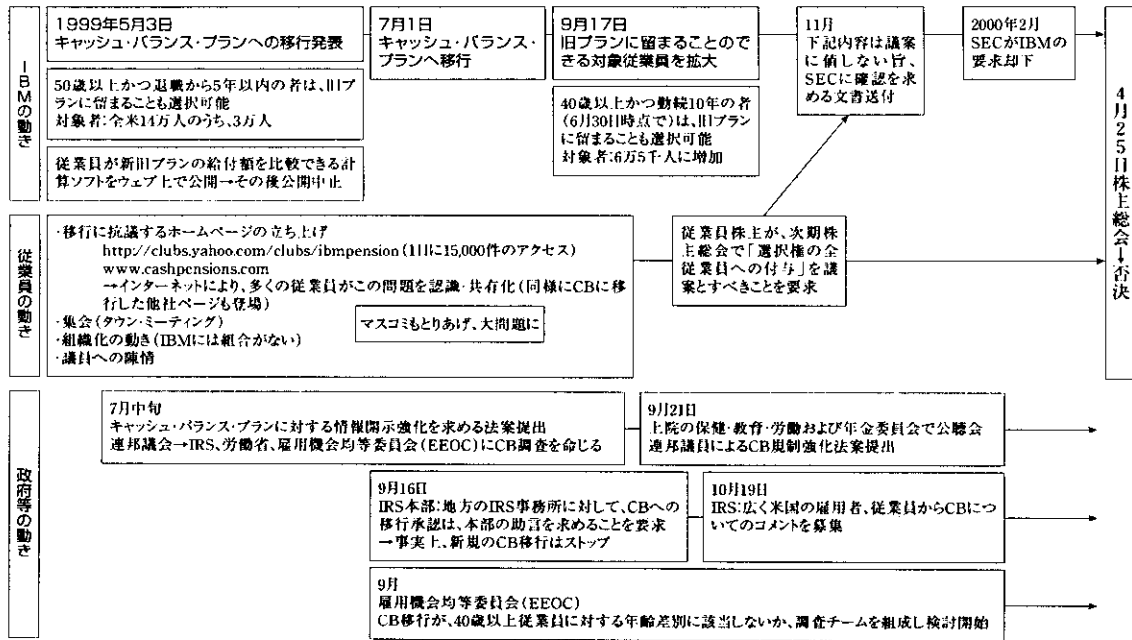 IBMの動き
1999年5月3日
キャッシュ・バランス・プランへの移行発表
50歳以上かつ退職から5年以内の者は、旧プ
ランに留まることも選択可能
対象者:全米14万人のうち、3万人
従業員が新旧プランの給付額を比較できる計
算ソフトをウェブ上で公開→その後公開中止
7月1日
キャッシュ・バランス・
プランへ移行
9月17日
旧プランに留まることので
きる対象従業員を拡大
40歳以上かつ勤続10年の者
(6月30日時点で)は、旧プラン
に留まることも選択可能
対象者:6万5千人に増加
11月
下記内容は議案
に値しない旨、
SECに確認を求
める文書送付
2000年2月
SECがIBMの
要求却下
4月25日株主総会→否決
従業員の動き
・移行に抗議するホームページの立ち上げ
http://clubs.yahoo.com/clubs/ibmpension(1日に15,000件のアクセス)
www.cashpensions.com
→インターネットにより、多くの従業員がこの問題を認識・共有化(同様にCBに移
行した他社ページも登場)
・集会(タウン・ミーティング)
・組織化の動き(IBMには組合がない)
・議員への陳情
マスコミもとりあげ、大問題に
従業員株主が、次期株
主総会で「選択権の全
従業員への付与」を議
案とすべきことを要求
政府等の動き
7月中旬
キャッシュ・バランス・プランに対する情報開示強化を求める法案提出
連邦議会→IRS、労働省、雇用機会均等委員会(EEOC)にCB調査を命じる
9月21日
上院の保健・教育・労働および年金委員会で公聴会
連邦議員によるCB規制強化法案提出
9月16日
IRS本部:地方のIRS事務所に対して、CBへの
移行承認は、本部の助言を求めることを要求
→事実上、新規のCB移行はストップ
10月19日
IRS:広く米国の雇用者、従業員からCBにつ
いてのコメントを募集
9月
雇用機会均等委員会(EEOC)
CB移行が、40歳以上従業員に対する年齢差別に該当しないか、調査チームを組成し検討開始